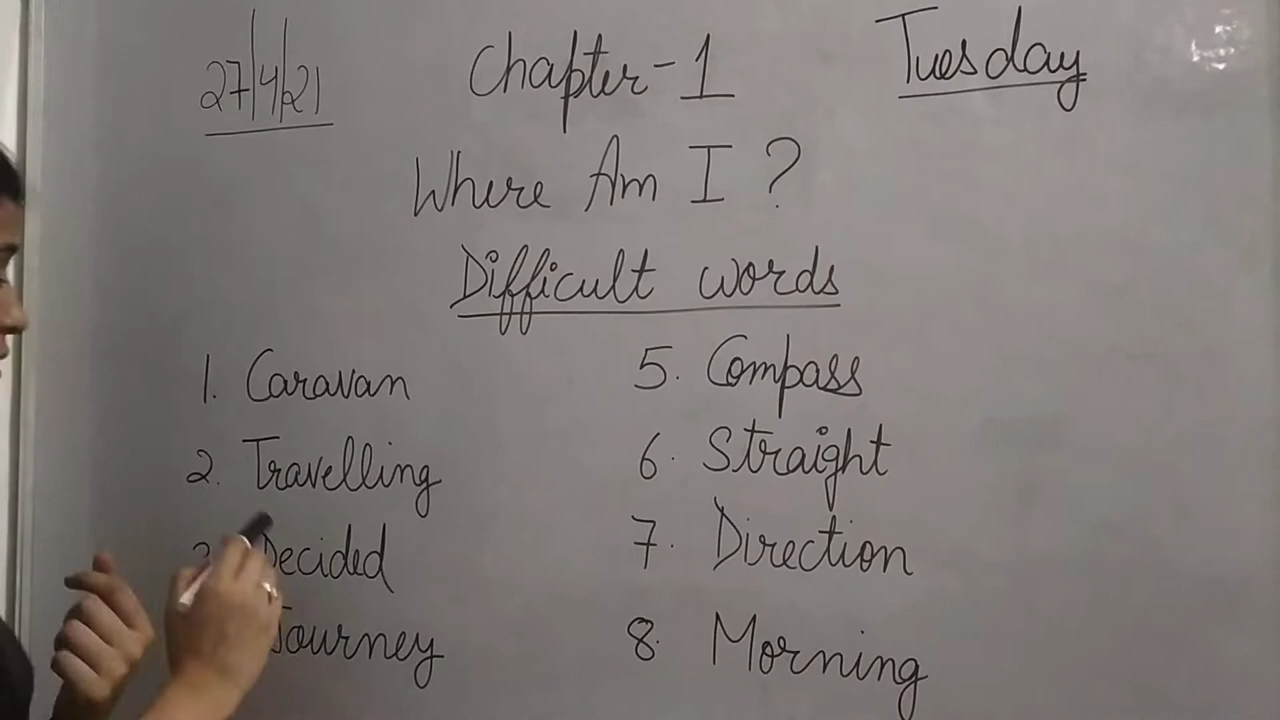 27/4/21 Chapter-1 Tuesday
Where Am I ?
Difficult words
1. Caravan
2. Travelling
3. Decided
Journey
5. Compass
6. Straight
7. Direction
8. Morning